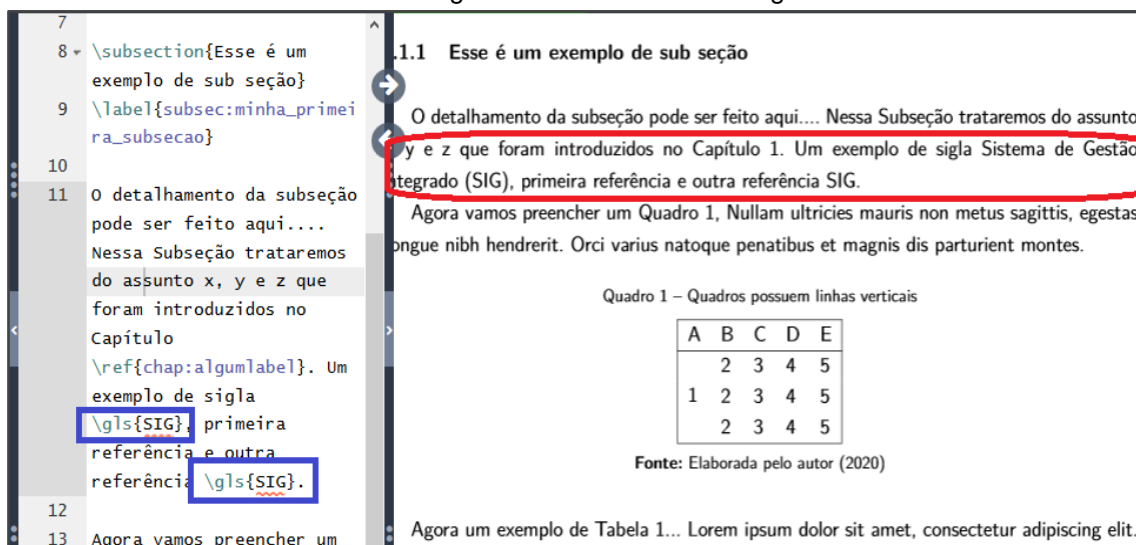 7
8 \subsection{Esse é um
exemplo de sub seção}
9 \label{subsec:minha_primei
ra_subsecao}
10
11 O detalhamento da subseção
pode ser feito aqui....
Nessa Subseção trataremos
do assunto x, y e z que
foram introduzidos no
Capítulo
\ref{chap:algumlabel}. Um
exemplo de sigla
\gls{SIG}, primeira
referência e outra
referência \gls{SIG}.
12
13 Agora vamos preencher um
.1.1 Esse é um exemplo de sub seção
O detalhamento da subseção pode ser feito aqui.... Nessa Subseção trataremos do assunto
y e z que foram introduzidos no Capítulo 1. Um exemplo de sigla Sistema de Gestão
ntegrado (SIG), primeira referência e outra referência SIG.
Agora vamos preencher um Quadro 1, Nullam ultricies mauris non metus sagittis, egestas
ongue nibh hendrerit. Orci varius natoque penatibus et magnis dis parturient montes.
Quadro 1 – Quadros possuem linhas verticais
A B C D E
2 3 4 5
1 2 3 4 5
2 3 4 5
Fonte: Elaborada pelo autor (2020)
Agora um exemplo de Tabela 1... Lorem ipsum dolor sit amet, consectetur adipiscing elit.